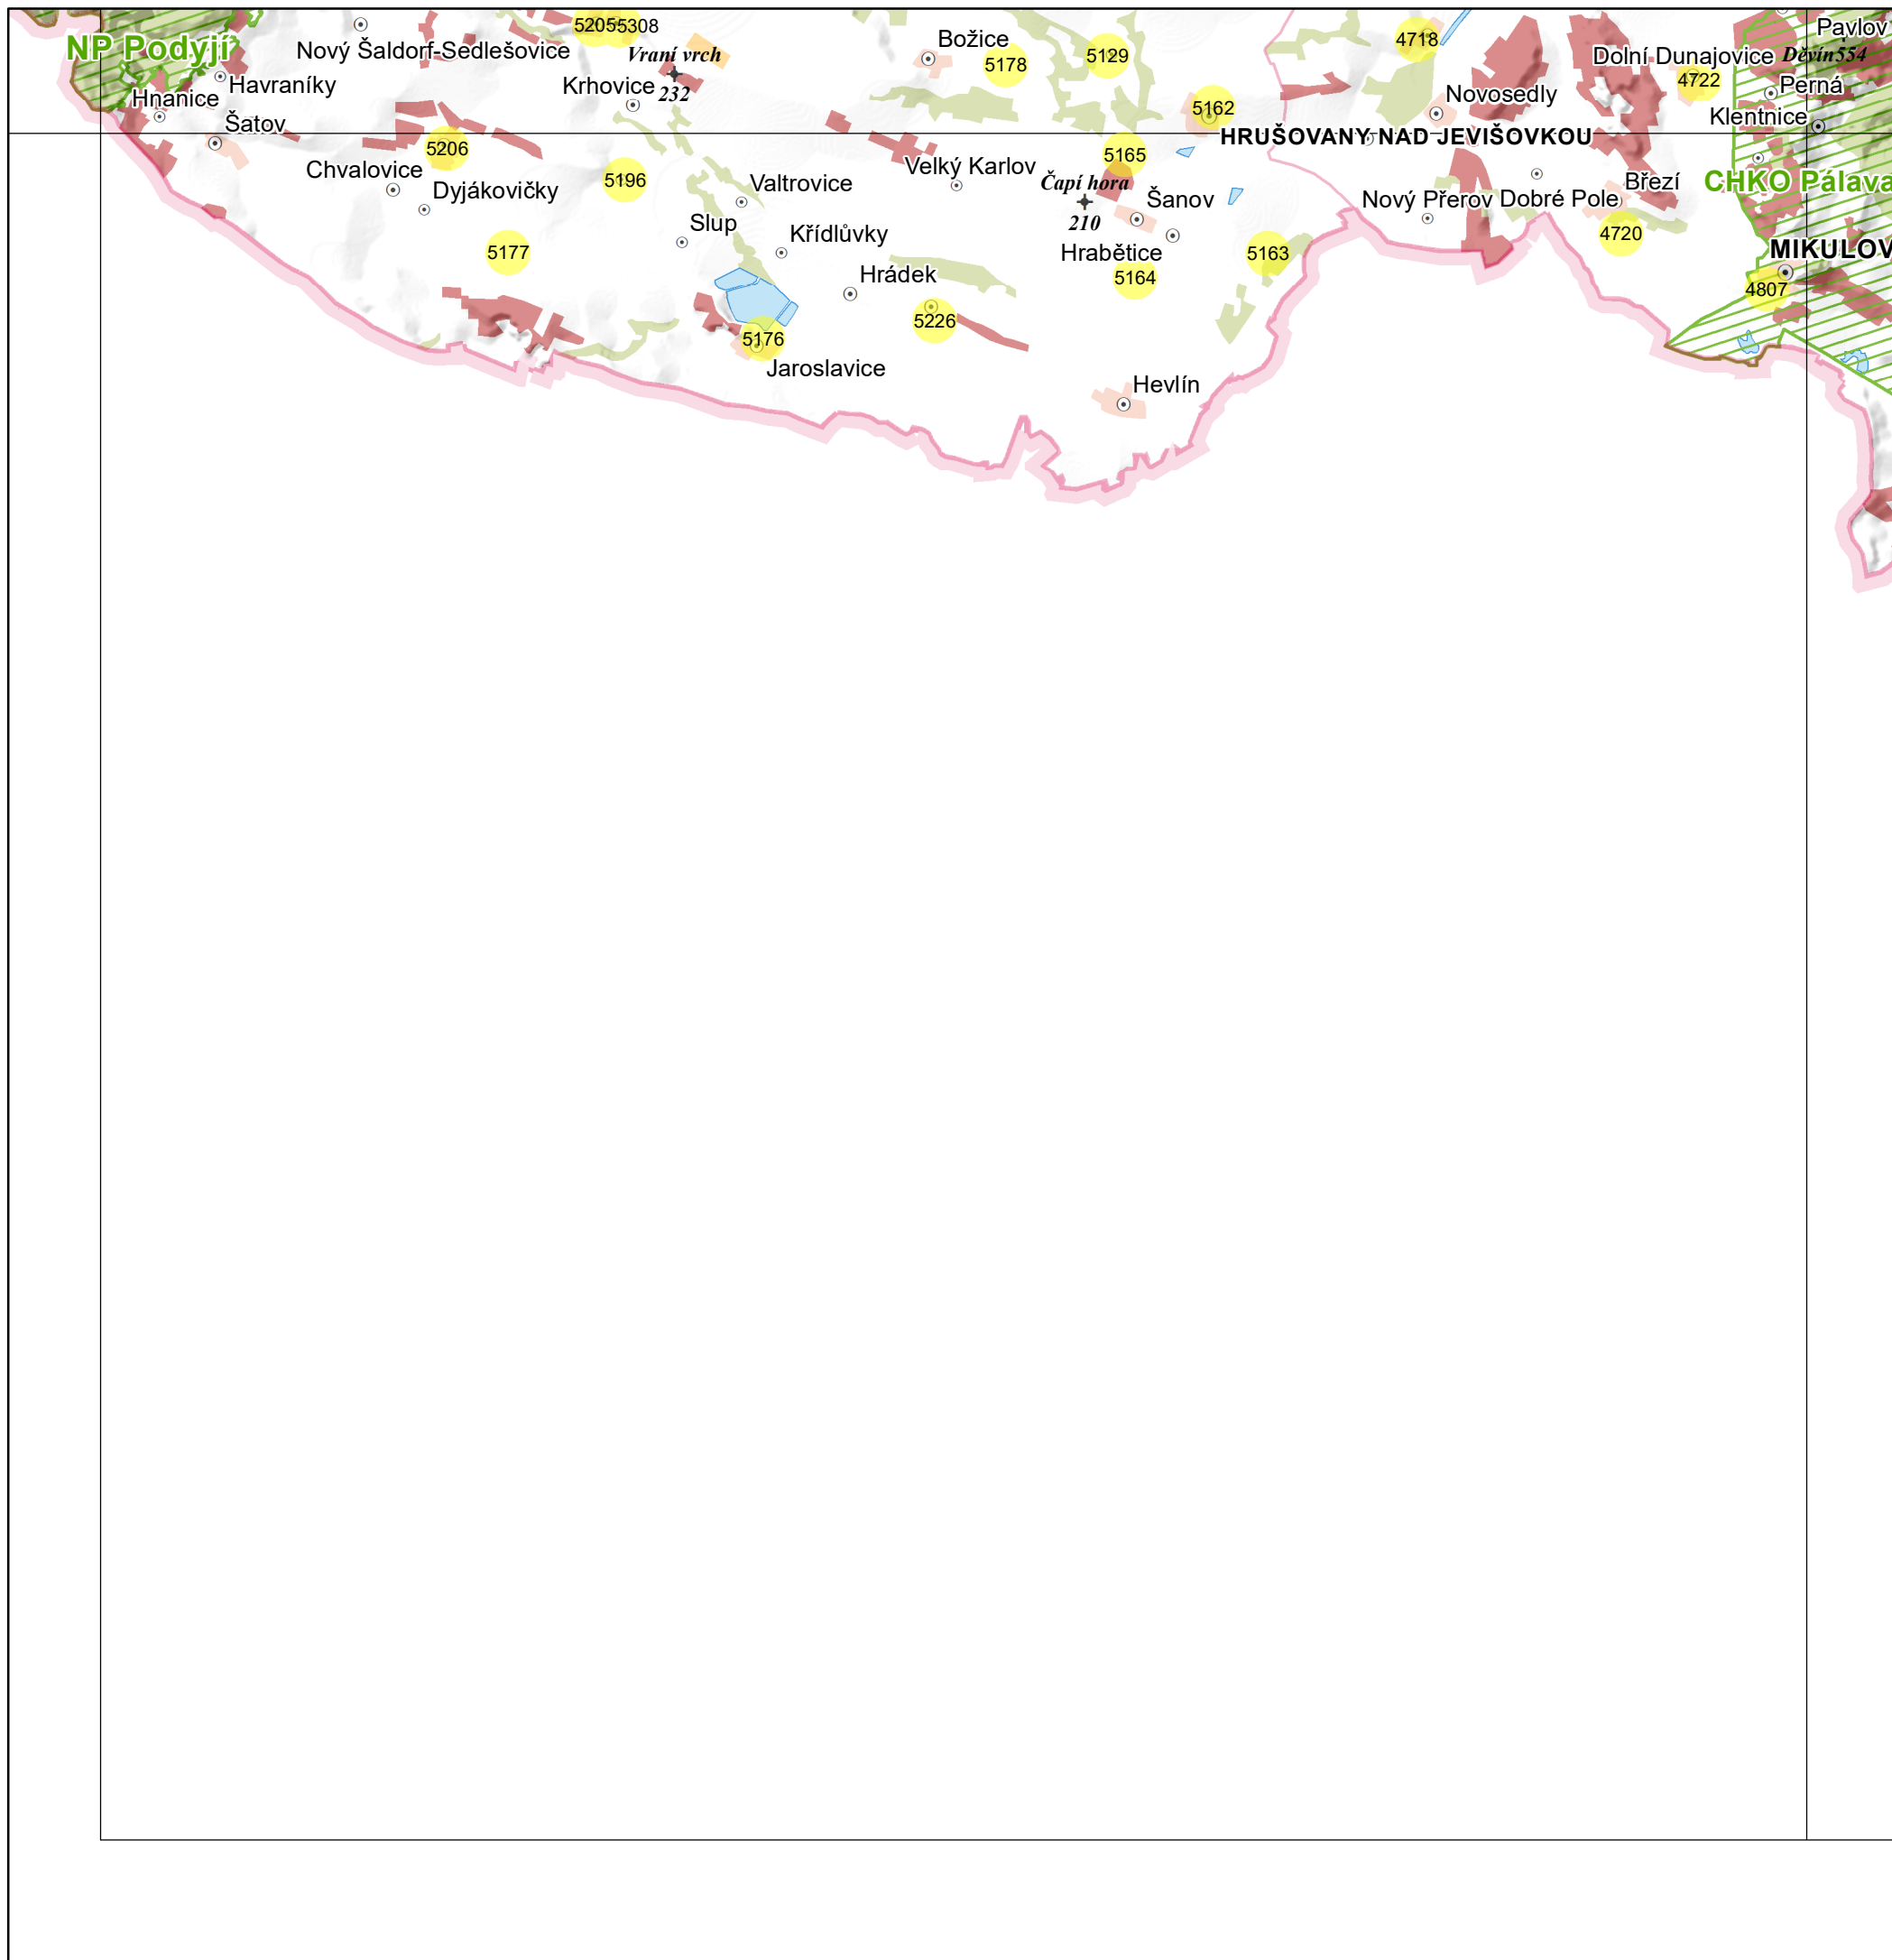 Pavlov
52055308
4718
NP Podyjí
Nový Šaldorf-Sedlešovice
Vraní vrch
Božice
5178
5129
Dolní Dunajovice
Děvín554
4722
Havraníky
Krhovice
232
Hnanice
Perná
Novosedly
5162
Klentnice
Šatov
HRUŠOVANY NAD JEVIŠOVKOU
5206
5165
Chvalovice
Velký Karlov
5196
Valtrovice
Čapí hora
Březí
CHKO Pálava
Dyjákovičky
Šanov
Nový Přerov
Dobré Pole
210
Slup
Křídlůvky
4720
5177
Hrabětice
5163
MIKULOV
Hrádek
5164
4807
5226
5176
Jaroslavice
Hevlín